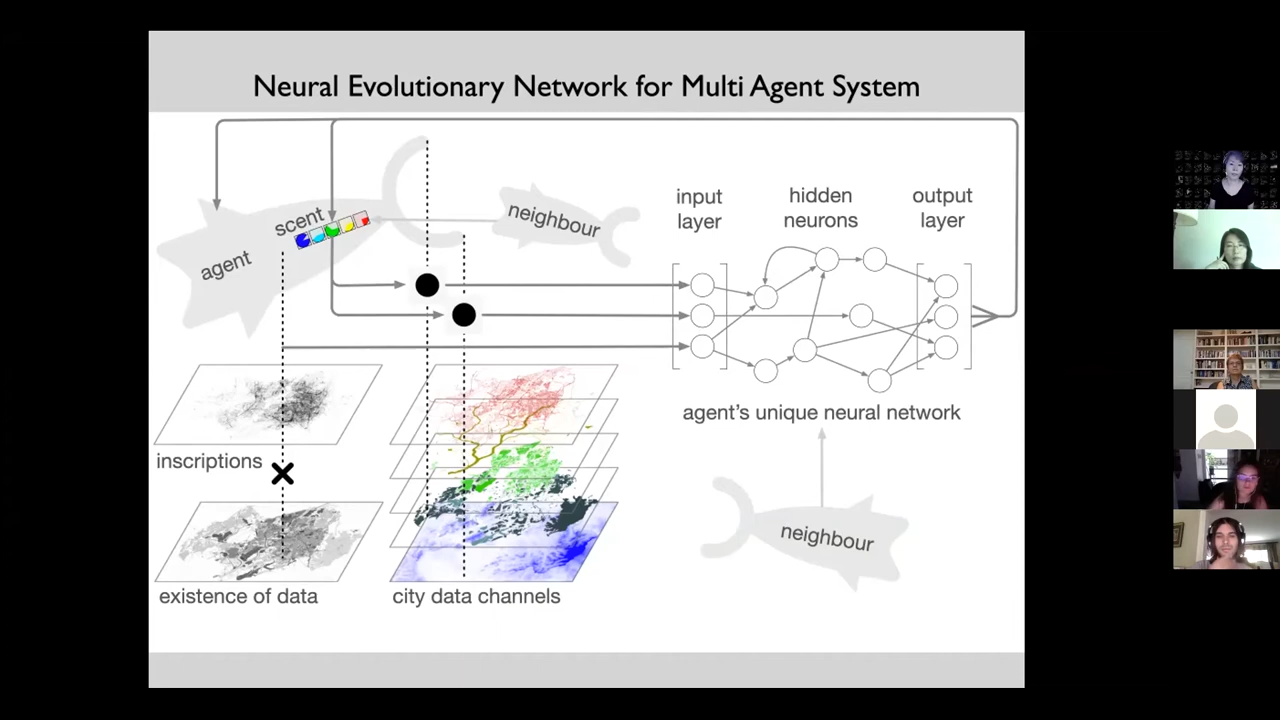 Neural Evolutionary Network for Multi Agent System
agent
scent
neighbour
input
layer
hidden
neurons
output
layer
agent's unique neural network
inscriptions
existence of data
city data channels
neighbour